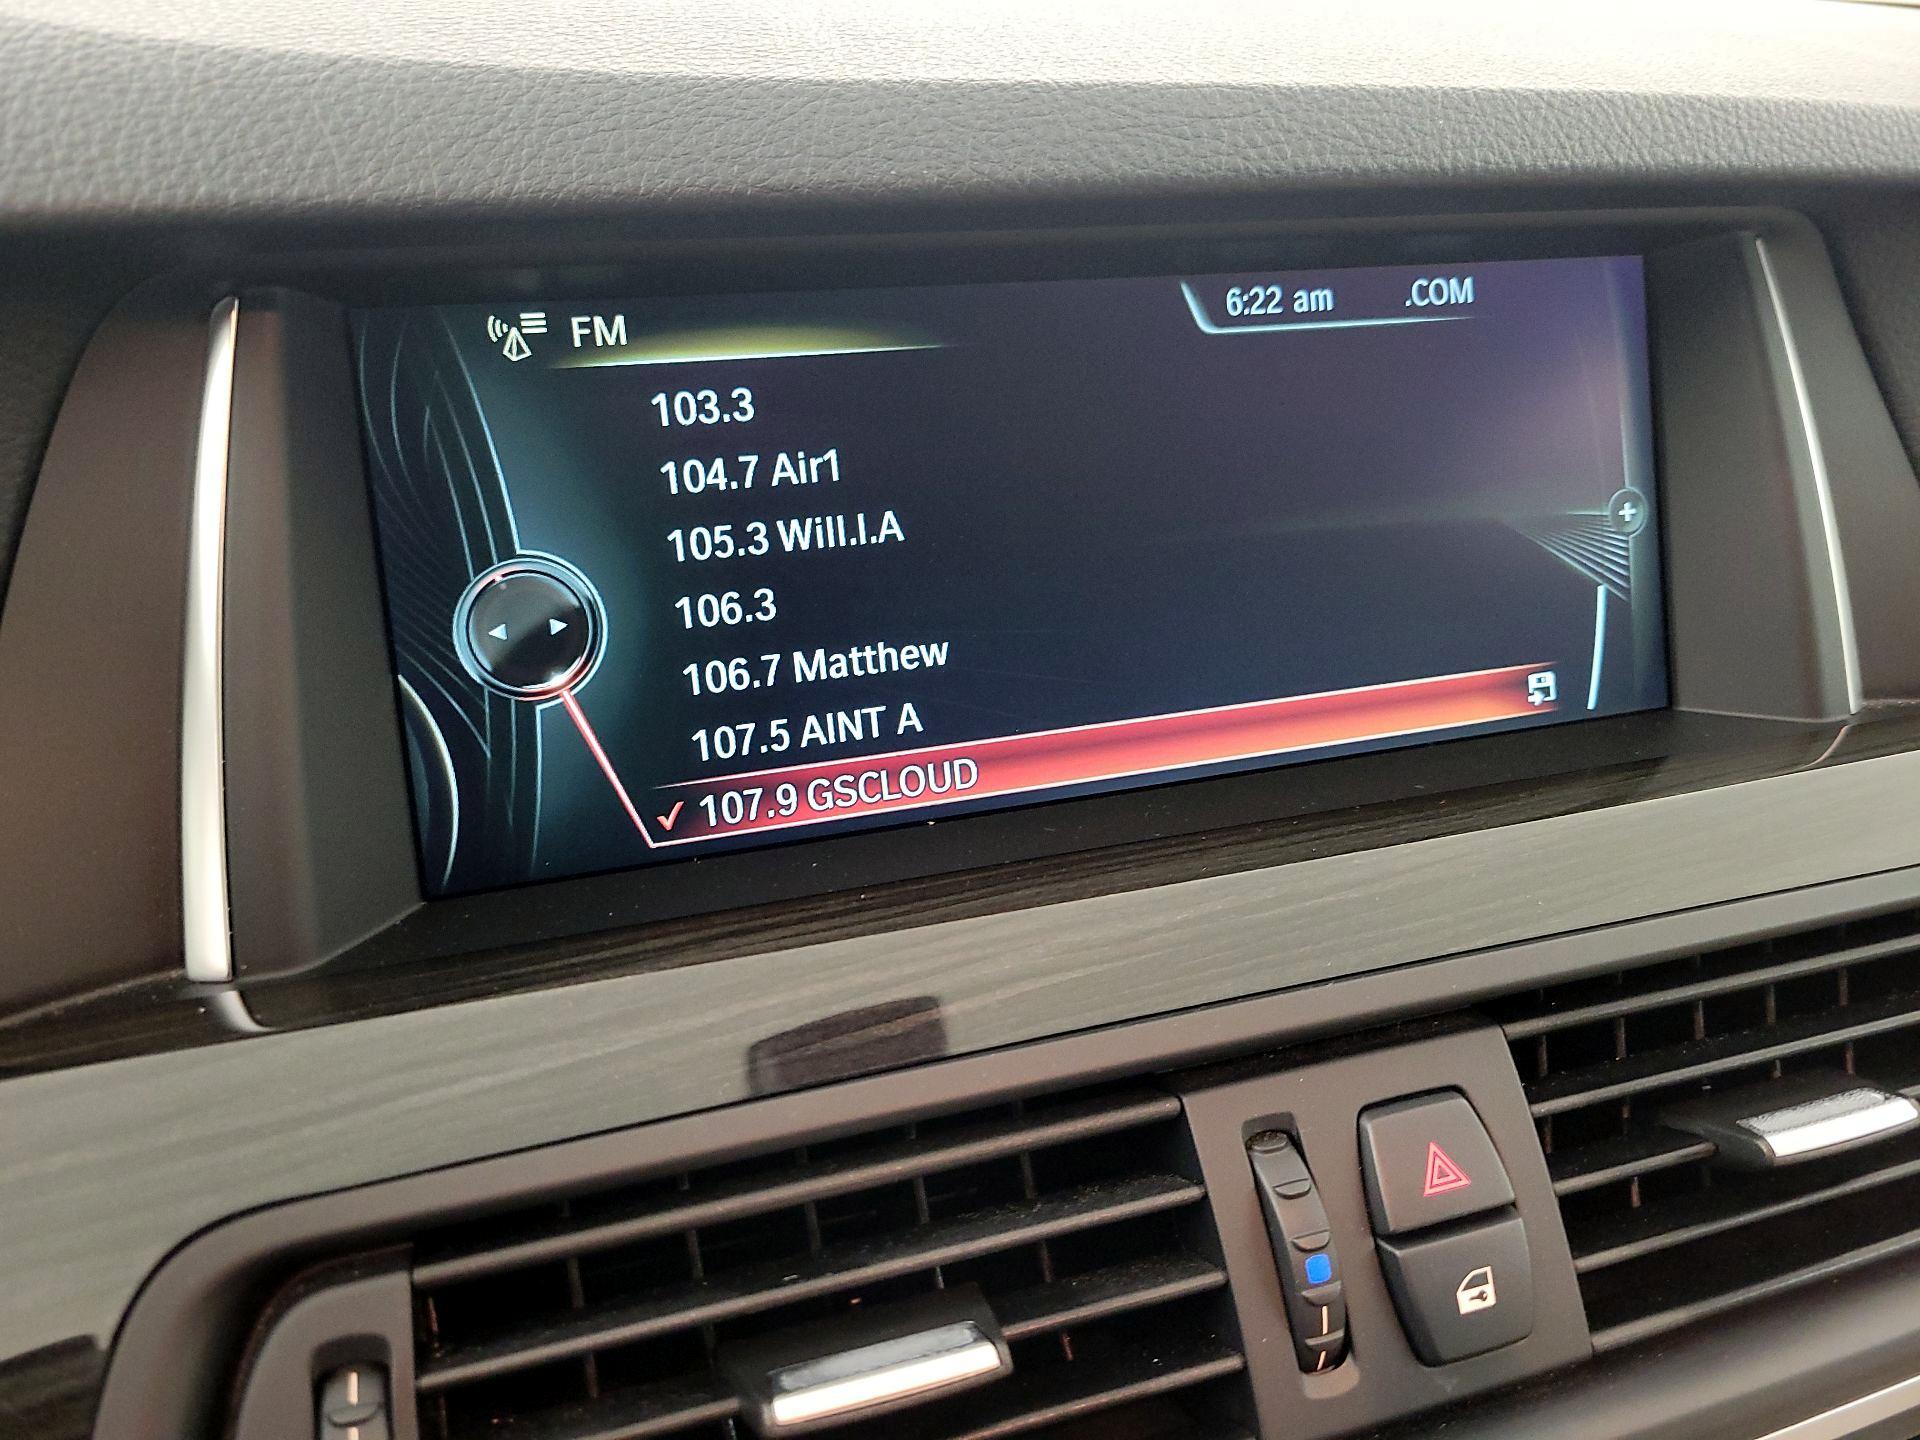 FM
6:22 am .COM
103.3
104.7 Air1
105.3 Will.I.A
106.3
106.7 Matthew
107.5 AINT A
107.9 GSCLOUD